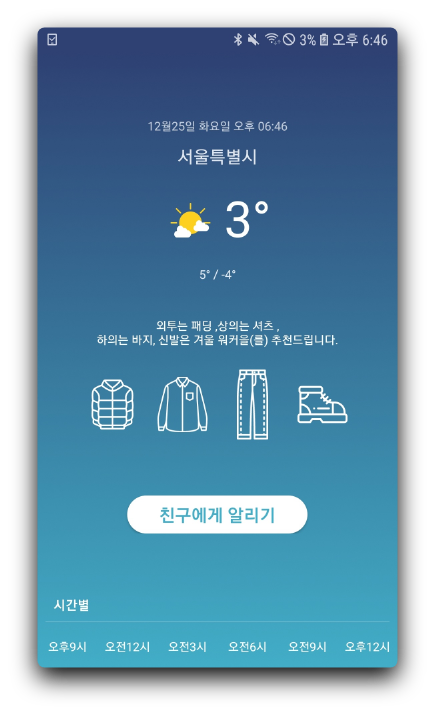 3% 오후 6:46
12월25일 화요일 오후 06:46
서울특별시
3°
5° / -4°
외투는 패딩 ,상의는 셔츠 ,
하의는 바지, 신발은 겨울 워커을(를) 추천드립니다.
친구에게 알리기
시간별
오후9시 오전12시 오전3시 오전6시 오전9시 오후12시